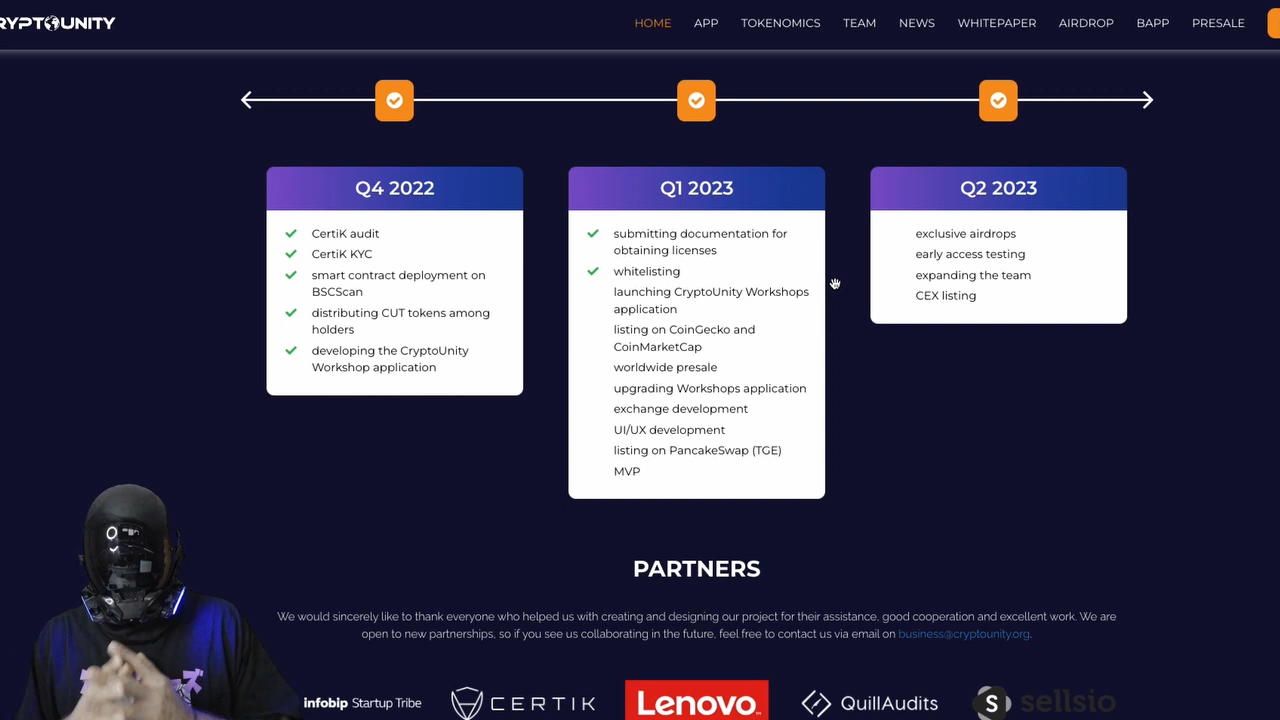 RYPTOUNITY
HOME APP TOKENOMICS TEAM NEWS WHITEPAPER AIRDROP BAPP PRESALE
Q4 2022
CertiK audit
CertiK KYC
smart contract deployment on
BSCScan
distributing CUT tokens among
holders
developing the CryptoUnity
Workshop application
Q1 2023
submitting documentation for
obtaining licenses
whitelisting
launching CryptoUnity Workshops
application
listing on CoinGecko and
CoinMarketCap
worldwide presale
upgrading Workshops application
exchange development
UI/UX development
listing on PancakeSwap (TGE)
MVP
Q2 2023
exclusive airdrops
early access testing
expanding the team
CEX listing
PARTNERS
We would sincerely like to thank everyone who helped us with creating and designing our project for their assistance, good cooperation and excellent work. We are
open to new partnerships, so if you see us collaborating in the future, feel free to contact us via email on business@cryptounity.org.
infobip Startup Tribe CERTIK Lenovo QuillAudits S sellsio